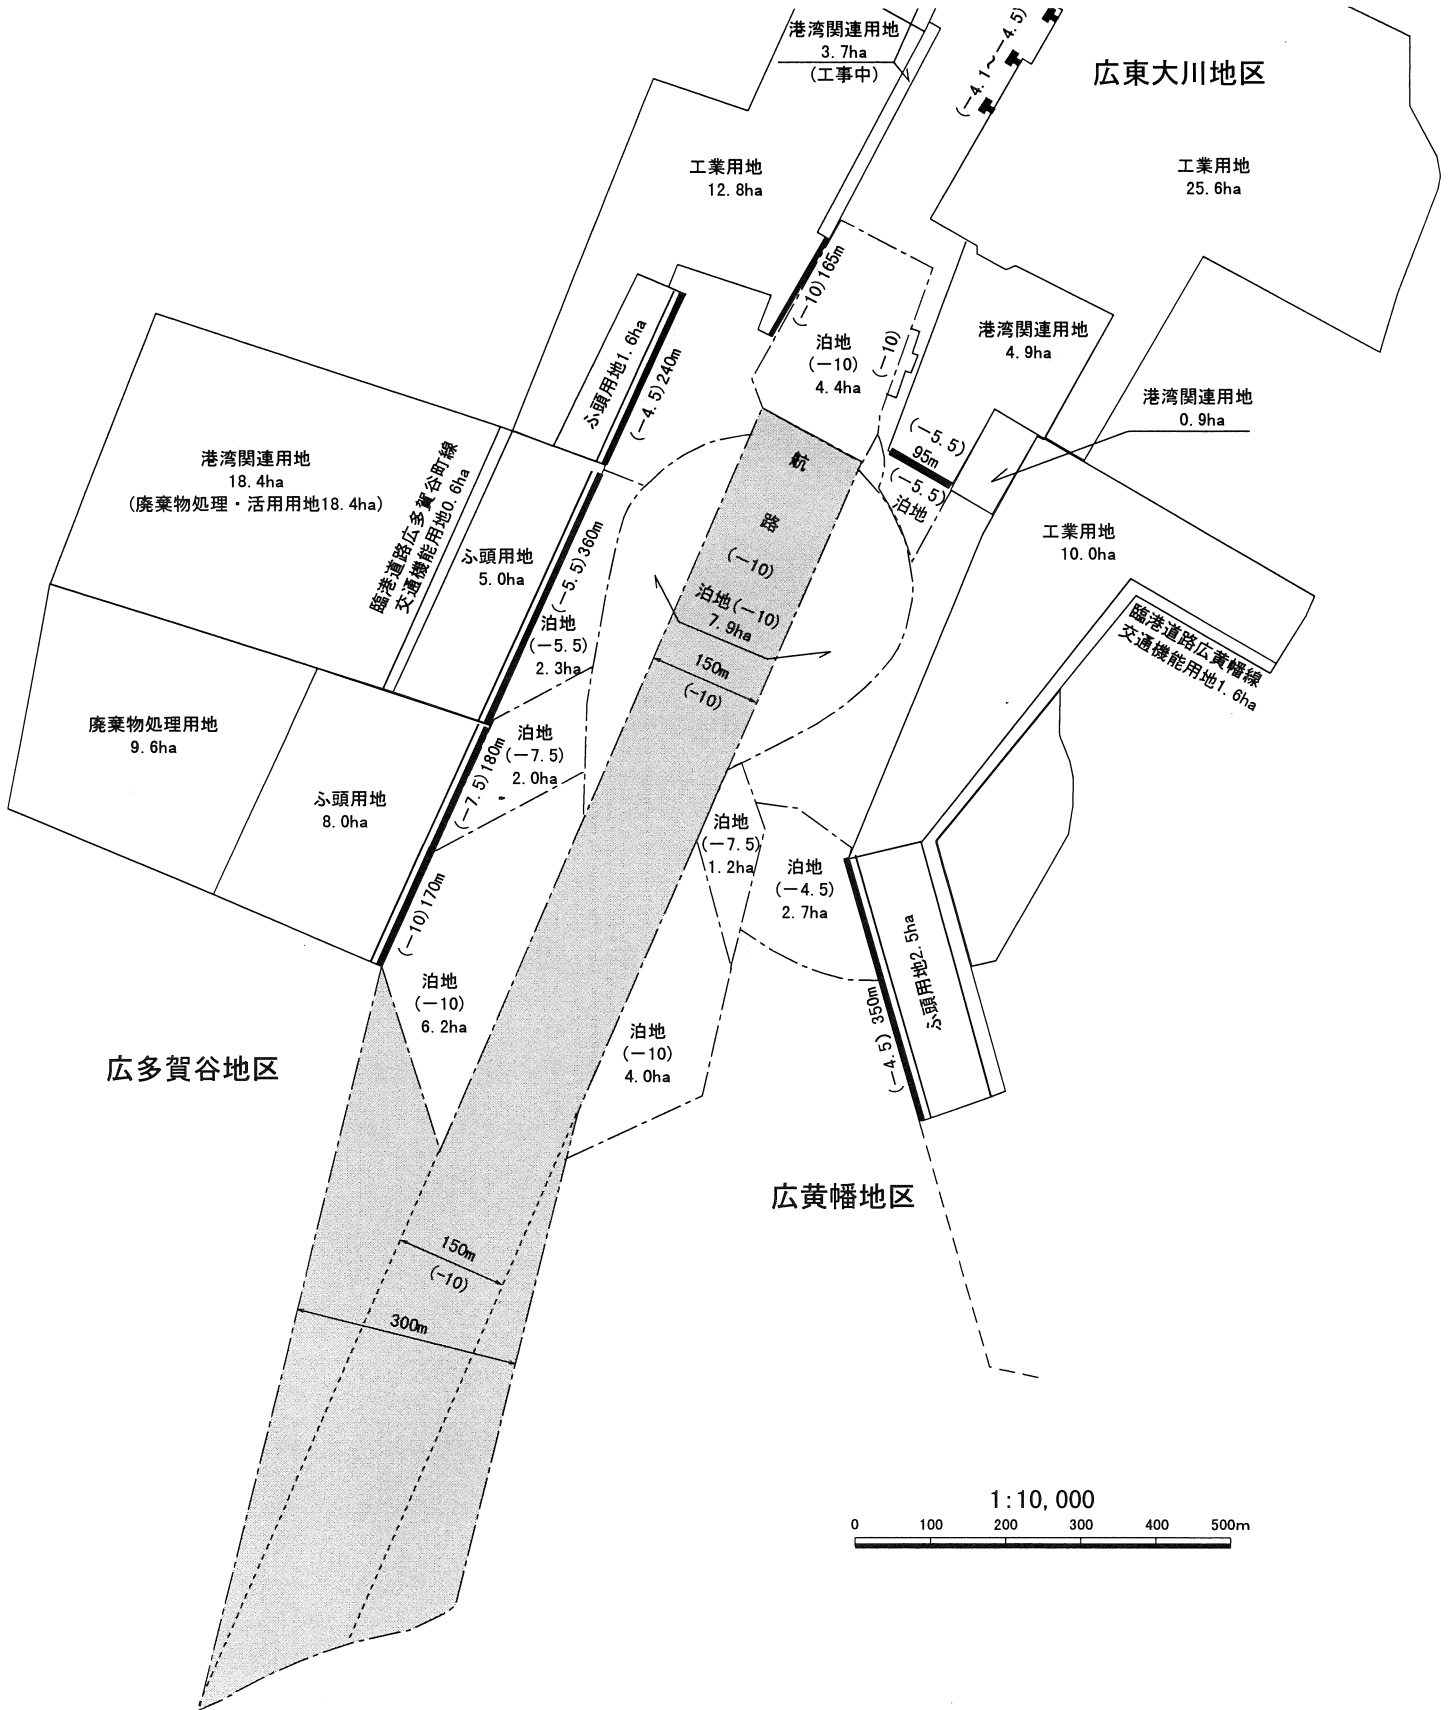 港湾関連用地
3.7ha
(工事中)
(-4.1~-4.5)
広東大川地区
工業用地
12.8ha
工業用地
25.6ha
(-10)165m
泊地
(-10)
4.4ha
(-10)
港湾関連用地
4.9ha
港湾関連用地
0.9ha
ふ頭用地1.6ha
(-4.5)240m
(-5.5)
95m
(-5.5)
泊地
港湾関連用地
18.4ha
(廃棄物処理・活用用地18.4ha)
臨港道路広多賀谷町線
交通機能用地0.6ha
ふ頭用地
5.0ha
(-5.5)360m
航
路
(-10)
泊地(-10)
7.9ha
150m
(-10)
工業用地
10.0ha
臨港道路広黄幡線
交通機能用地1.6ha
泊地
(-5.5)
2.3ha
廃棄物処理用地
9.6ha
ふ頭用地
8.0ha
(-7.5)180m
泊地
(-7.5)
2.0ha
泊地
(-7.5)
1.2ha
泊地
(-4.5)
2.7ha
(-10)170m
泊地
(-10)
6.2ha
泊地
(-10)
4.0ha
(-4.5) 350m
ふ頭用地2.5ha
広多賀谷地区
広黄幡地区
150m
(-10)
300m
1:10,000
0 100 200 300 400 500m